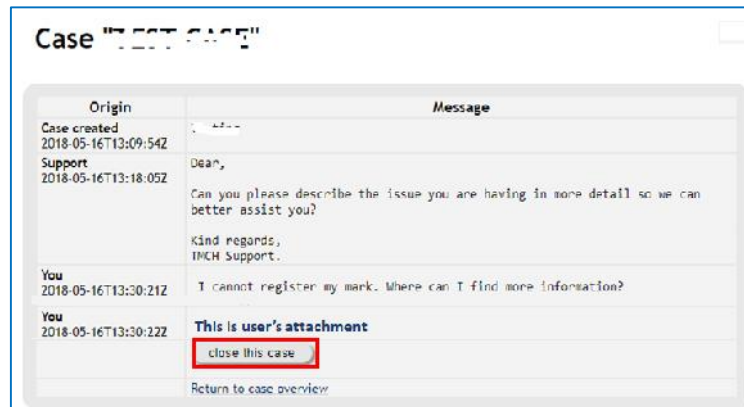 Case "TEST CASE"
Origin Message
Case created
2018-05-16T13:09:54Z
Support Dear,
2018-05-16T13:18:05Z
Can you please describe the issue you are having in more detail so we can
better assist you?
Kind regards,
TMCH Support.
You
2018-05-16T13:30:21Z I cannot register my mark. Where can I find more information?
You
2018-05-16T13:30:22Z This is user's attachment
close this case
Return to case overview